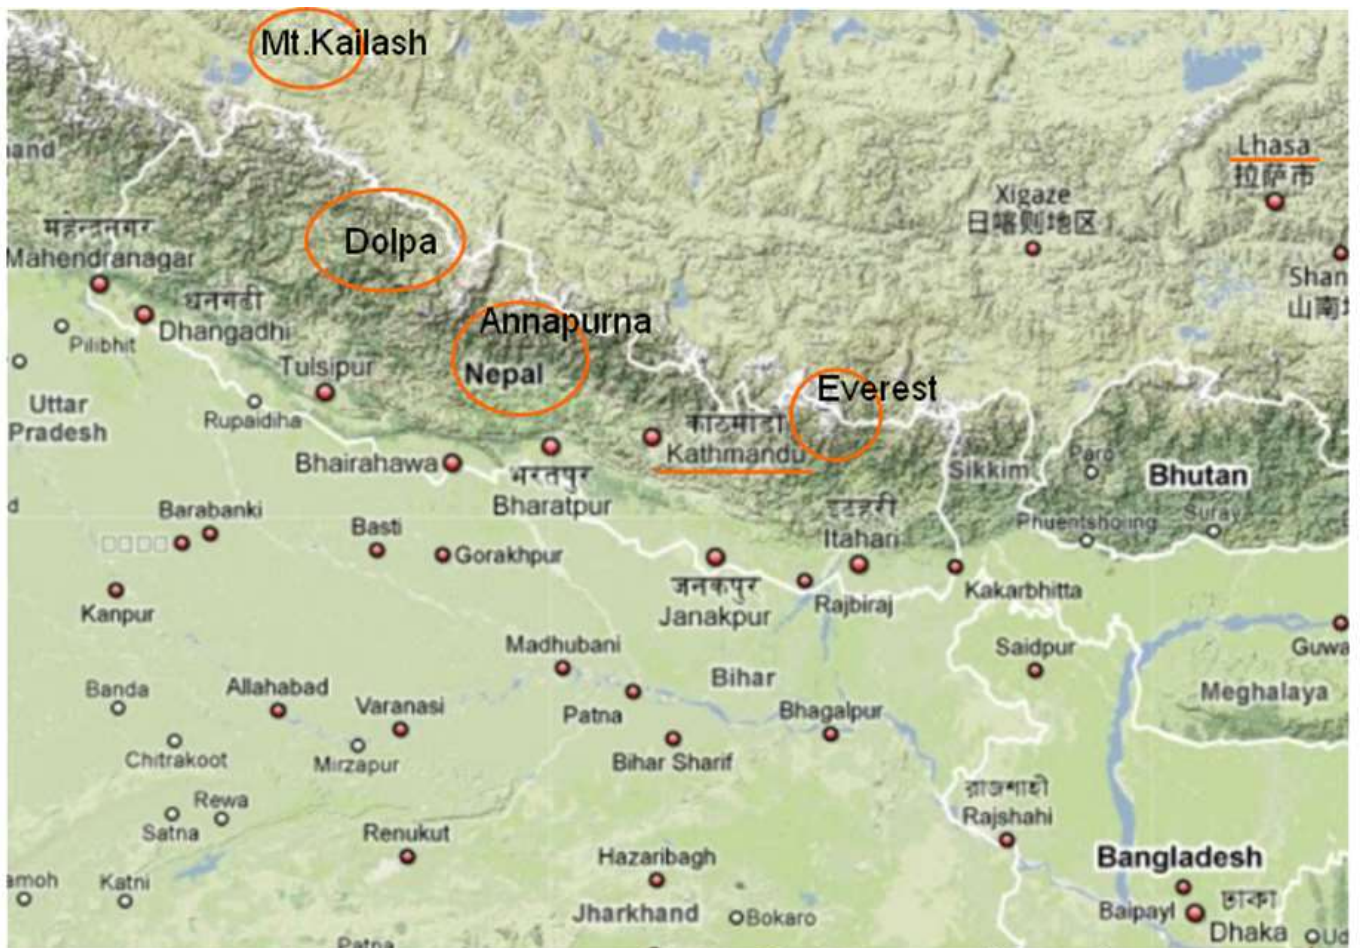 Mt.Kailash
Lhasa
拉萨市
and
Xigaze
日喀则地区
महेन्द्रनगर
Mahendranagar
Dolpa
Shan
山南
धनगढी
Dhangadhi
Pilibhit
Annapurna
Tulsipur
Nepal
Everest
Uttar
Pradesh
Rupaidiha
काठमाडौं
Kathmandu
Bhairahawa
भरतपुर
Bharatpur
Sikkim
Paro
Bhutan
Phuentsholing
Suray
d
Barabanki
Basti
Gorakhpur
इटहरी
Itahari
Kanpur
जनकपुर
Janakpur
Rajbiraj
Kakarbhitta
Madhubani
Saidpur
Guwa
Banda
Allahabad
Varanasi
Patna
Bihar
Bhagalpur
Meghalaya
Chitrakoot
Mirzapur
Bihar Sharif
Rewa
Satna
Renukut
রাজশাহী
Rajshahi
Hazaribagh
Bangladesh
amoh
Katni
Jharkhand
Bokaro
Baipayl
ঢাকা
Dhaka
Ud
Patna